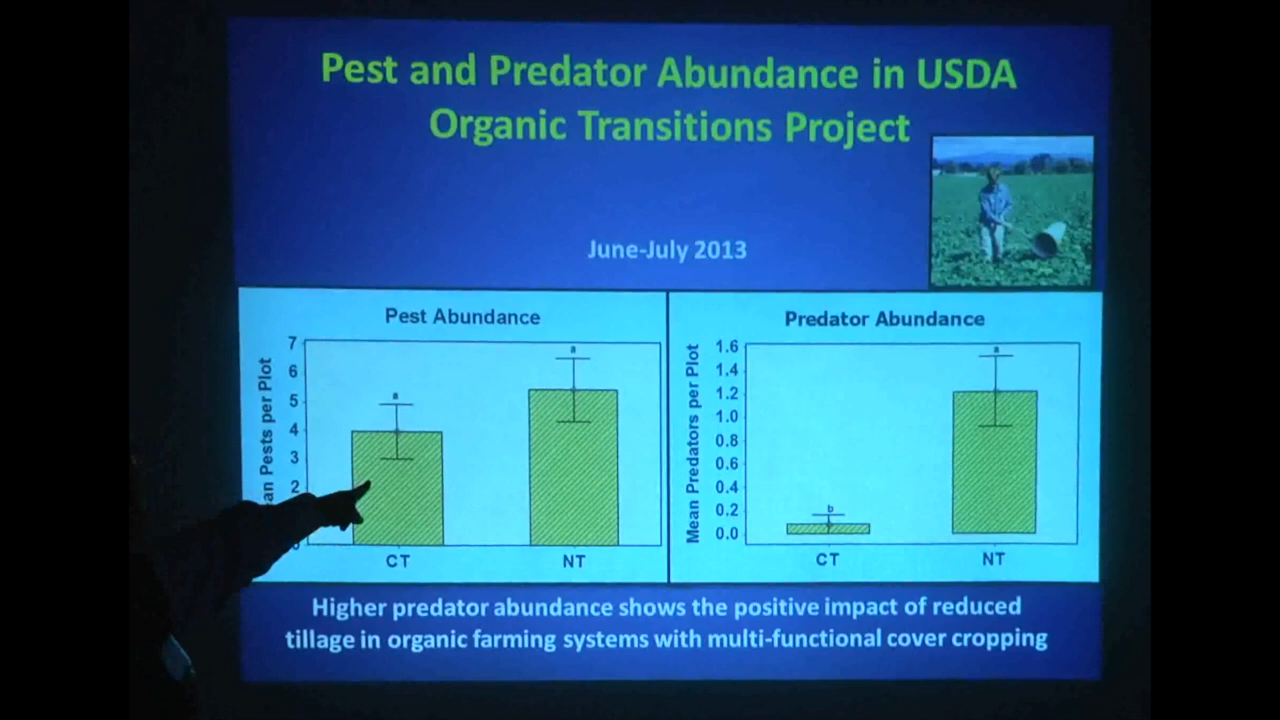 Pest and Predator Abundance in USDA
Organic Transitions Project
June-July 2013
Pest Abundance
an Pests per Plot
7
6
5
4
3
2
a
a
CT
NT
Predator Abundance
Mean Predators per Plot
1.6
1.4
1.2
1.0
0.8
0.6
0.4
0.2
0.0
b
a
CT
NT
Higher predator abundance shows the positive impact of reduced
tillage in organic farming systems with multi-functional cover cropping